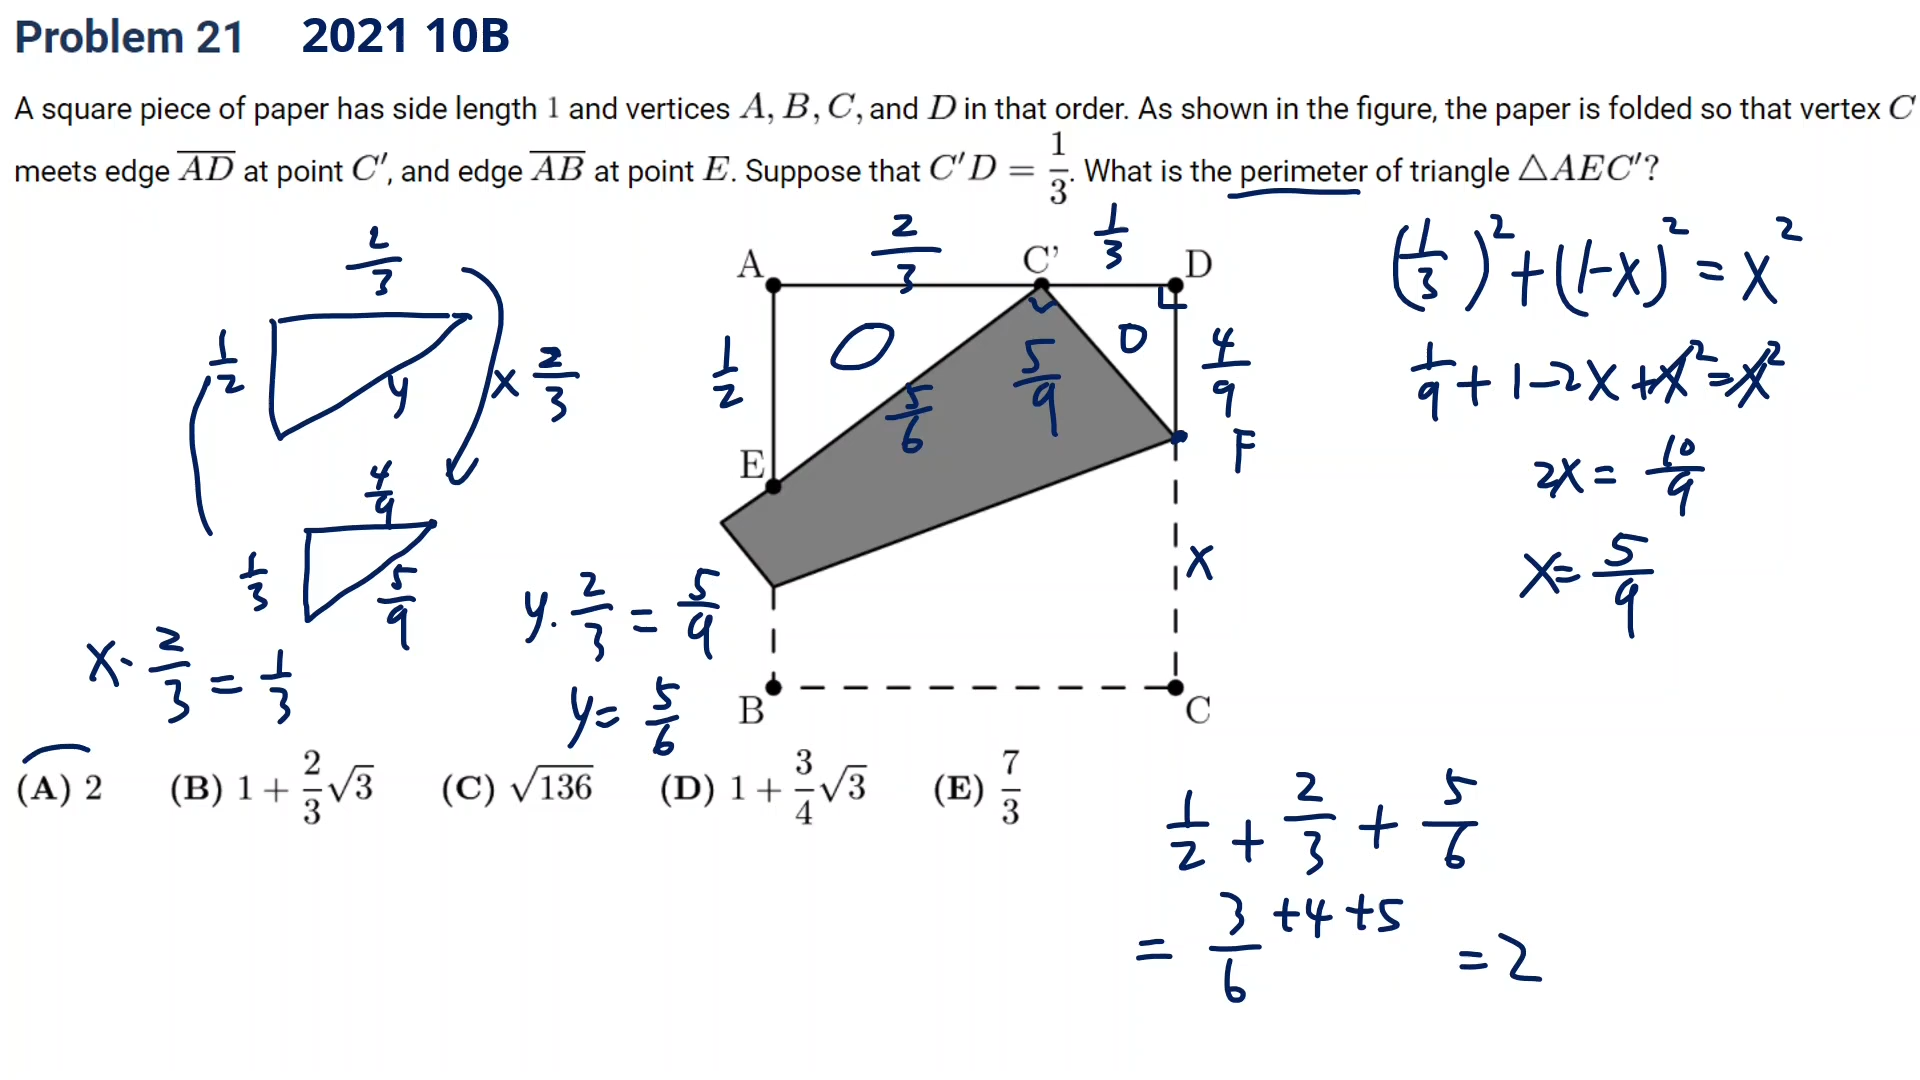 Problem 21 2021 10B
A square piece of paper has side length 1 and vertices A, B, C, and D in that order. As shown in the figure, the paper is folded so that vertex C
meets edge AD at point C′, and edge AB at point E. Suppose that C′D = 1/3. What is the perimeter of triangle △AEC′?
2/3
1/2
y
x 2/3
4/9
1/3
5/9
x · 2/3 = 1/3
y · 2/3 = 5/9
y = 5/6
2/3
1/3
A
C'
D
1/2
5/6
5/9
4/9
E
F
x
B
C
(1/3)² + (1-x)² = x²
1/9 + 1 - 2x + x² = x²
2x = 10/9
x = 5/9
(A) 2 (B) 1 + 2/3 √3 (C) √136 (D) 1 + 3/4 √3 (E) 7/3
1/2 + 2/3 + 5/6
= 3+4+5/6 = 2